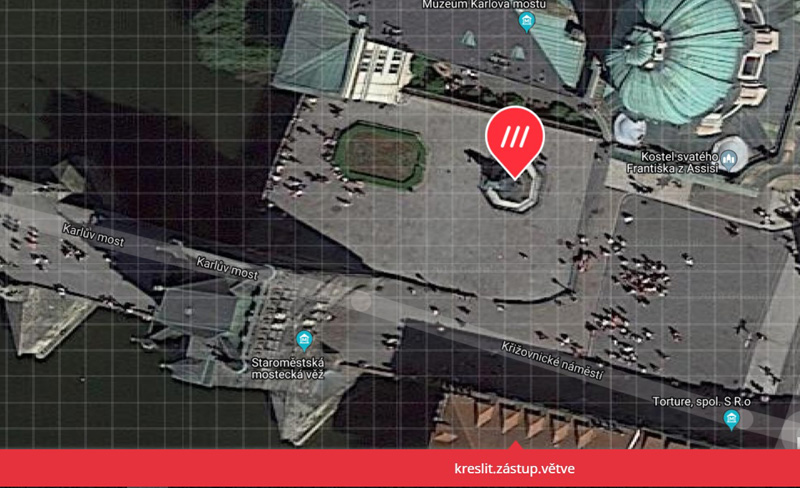 Muzeum Karlova mostu
Kostel svatého
Františka z Assisi
Karlův most
Karlův most
Staroměstská
mostecká věž
Křižovnické náměstí
Torture, spol. S R.o
kreslit.zástup.větve